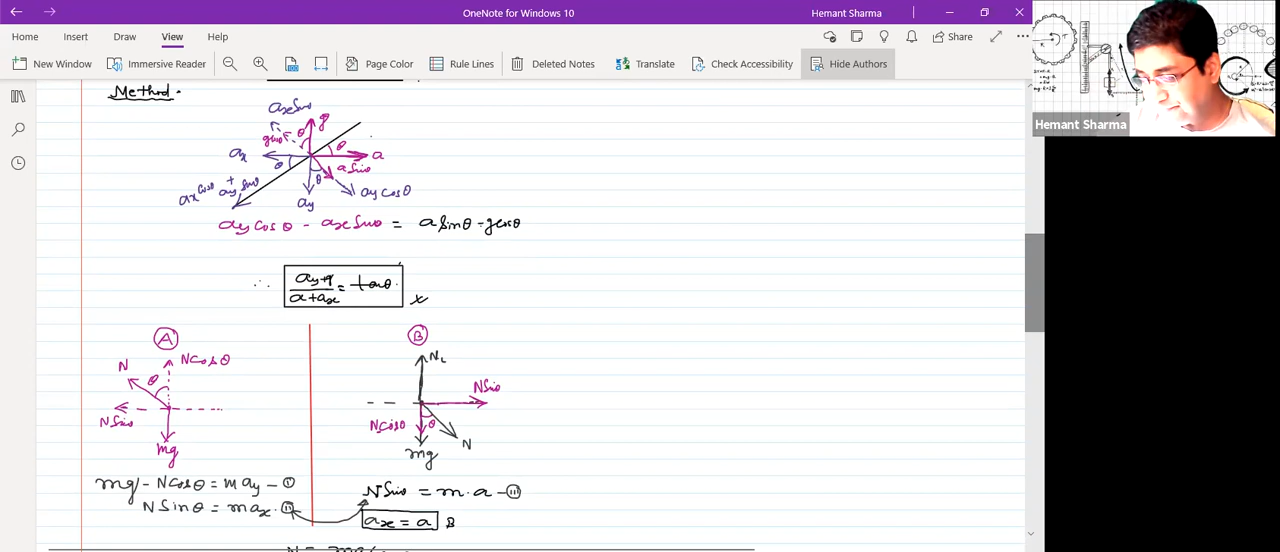 OneNote for Windows 10
Hemant Sharma
Home Insert Draw View Help
Share
New Window Immersive Reader Page Color Rule Lines Deleted Notes Translate Check Accessibility Hide Authors
Method.
ax sinθ
g
θ
g cosθ
θ
ax
a
θ
a sinθ
θ
ax cosθ + ay sinθ
ay cosθ
ay
ay cosθ - ax sinθ = a sinθ - g cosθ
∴ (ay+g)/(a+ax) = tanθ.
A
B
N N cosθ
N1
θ
N sinθ
N sinθ
N cosθ θ
N
mg
mg
mg - N cosθ = m ay - ①
N sinθ = m ax. ②
N sinθ = m.a - ③
ax = a
Hemant Sharma